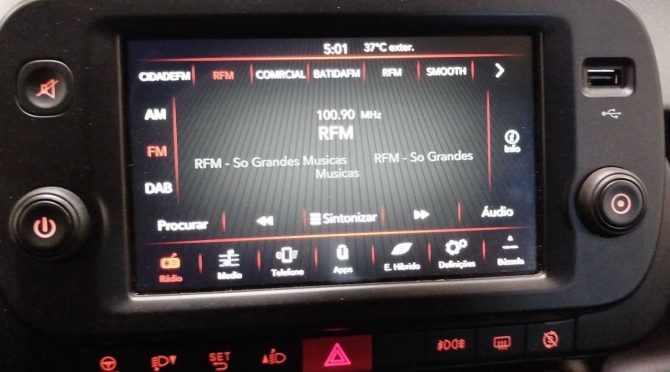 5:01 37°C exter.
CIDADEFM RFM COMRCIAL BATIDAFM RFM SMOOTH
AM
100.90 MHz
RFM
FM
Info
RFM - So Grandes Musicas RFM - So Grandes
Musicas
DAB
Procurar Sintonizar Áudio
Rádio Media Telefone Apps E. Híbrido Definições Bússola
SET